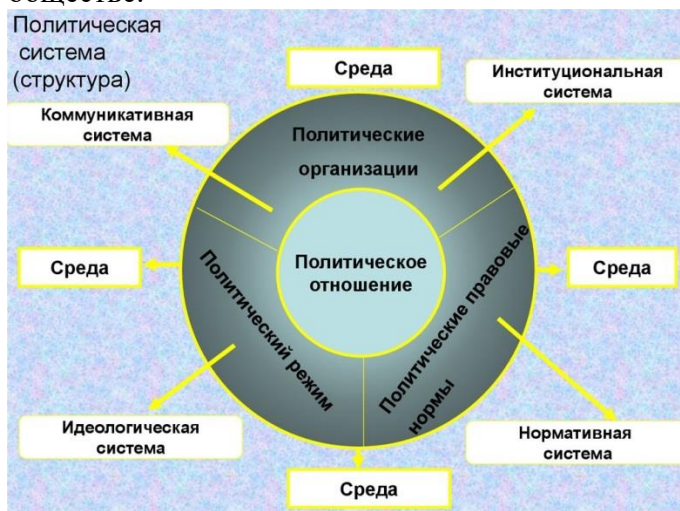 Политическая
система
(структура)
Среда
Институциональная
система
Коммуникативная
система
Политические
организации
Среда
Политическое
отношение
Среда
Политический режим
Политические правовые
нормы
Идеологическая
система
Нормативная
система
Среда